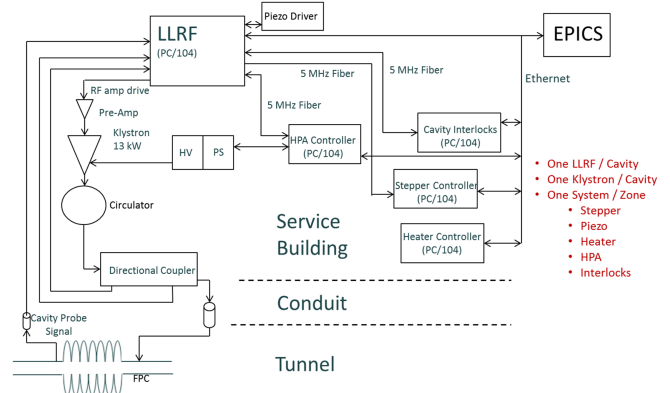 Piezo Driver
LLRF
(PC/104)
EPICS
RF amp drive
5 MHz Fiber
5 MHz Fiber
Ethernet
Pre-Amp
5 MHz Fiber
Klystron
13 kW
HV
PS
HPA Controller
(PC/104)
Cavity Interlocks
(PC/104)
• One LLRF / Cavity
• One Klystron / Cavity
• One System / Zone
• Stepper
• Piezo
• Heater
• HPA
• Interlocks
Stepper Controller
(PC/104)
Circulator
Service
Building
Heater Controller
(PC/104)
Directional Coupler
Conduit
Cavity Probe
Signal
Tunnel
FPC